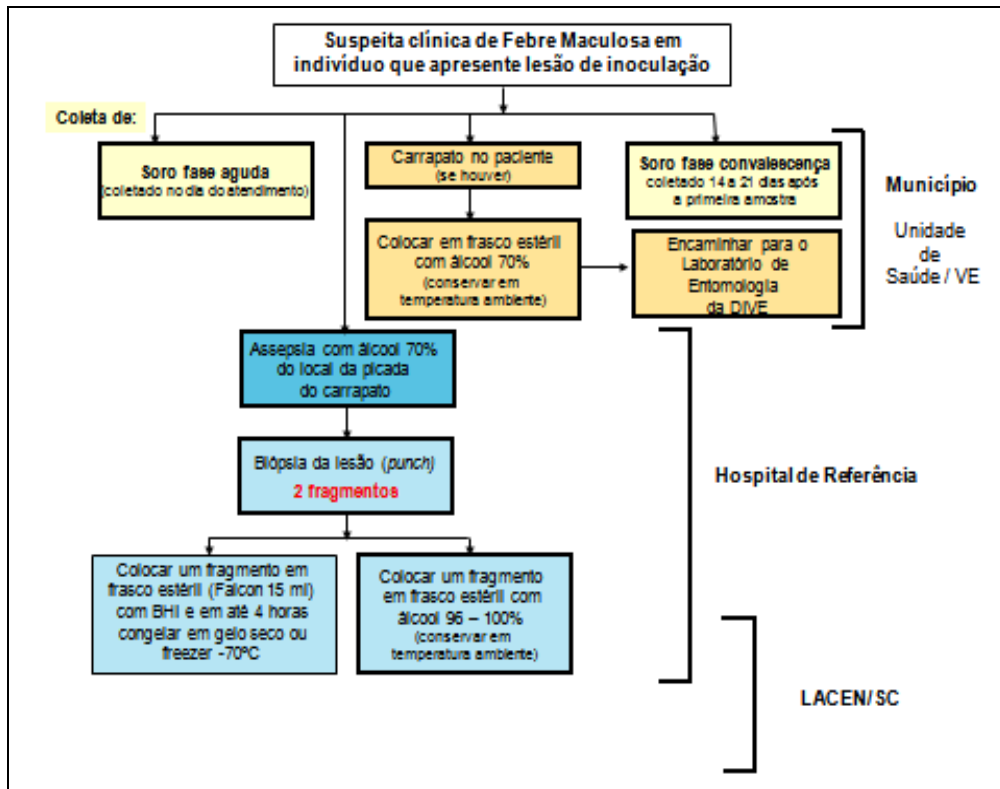 Suspeita clínica de Febre Maculosa em
indivíduo que apresente lesão de inoculação
Coleta de:
Soro fase aguda
(coletado no dia do atendimento)
Carrapato no paciente
(se houver)
Soro fase convalescença
coletado 14 a 21 dias após
a primeira amostra
Município
Unidade
de
Saúde / VE
Colocar em frasco estéril
com álcool 70%
(conservar em
temperatura ambiente)
Encaminhar para o
Laboratório de
Entomologia
da DIVE
Assepsia com álcool 70%
do local da picada
do carrapato
Biópsia da lesão (punch)
2 fragmentos
Hospital de Referência
Colocar um fragmento em
frasco estéril (Falcon 15 ml)
com BHI e em até 4 horas
congelar em gelo seco ou
freezer -70ºC
Colocar um fragmento
em frasco estéril com
álcool 96 – 100%
(conservar em
temperatura ambiente)
LACEN/SC